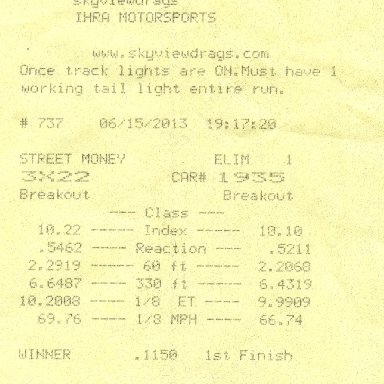 skyviewdrags
IHRA MOTORSPORTS
www.skyviewdrags.com
Once track lights are ON.Must have 1
working tail light entire run.
# 737 06/15/2013 19:17:20
STREET MONEY ELIM 1
3X22 CAR# 1935
Breakout Breakout
--- Class ---
10.22 ----- Index ----- 10.10
.5462 ----- Reaction --- .5211
2.2919 ----- 60 ft ----- 2.2068
6.6487 ---- 330 ft ----- 6.4319
10.2008 ---- 1/8 ET ---- 9.9909
69.76 ---- 1/8 MPH ---- 66.74
WINNER .1150 1st Finish